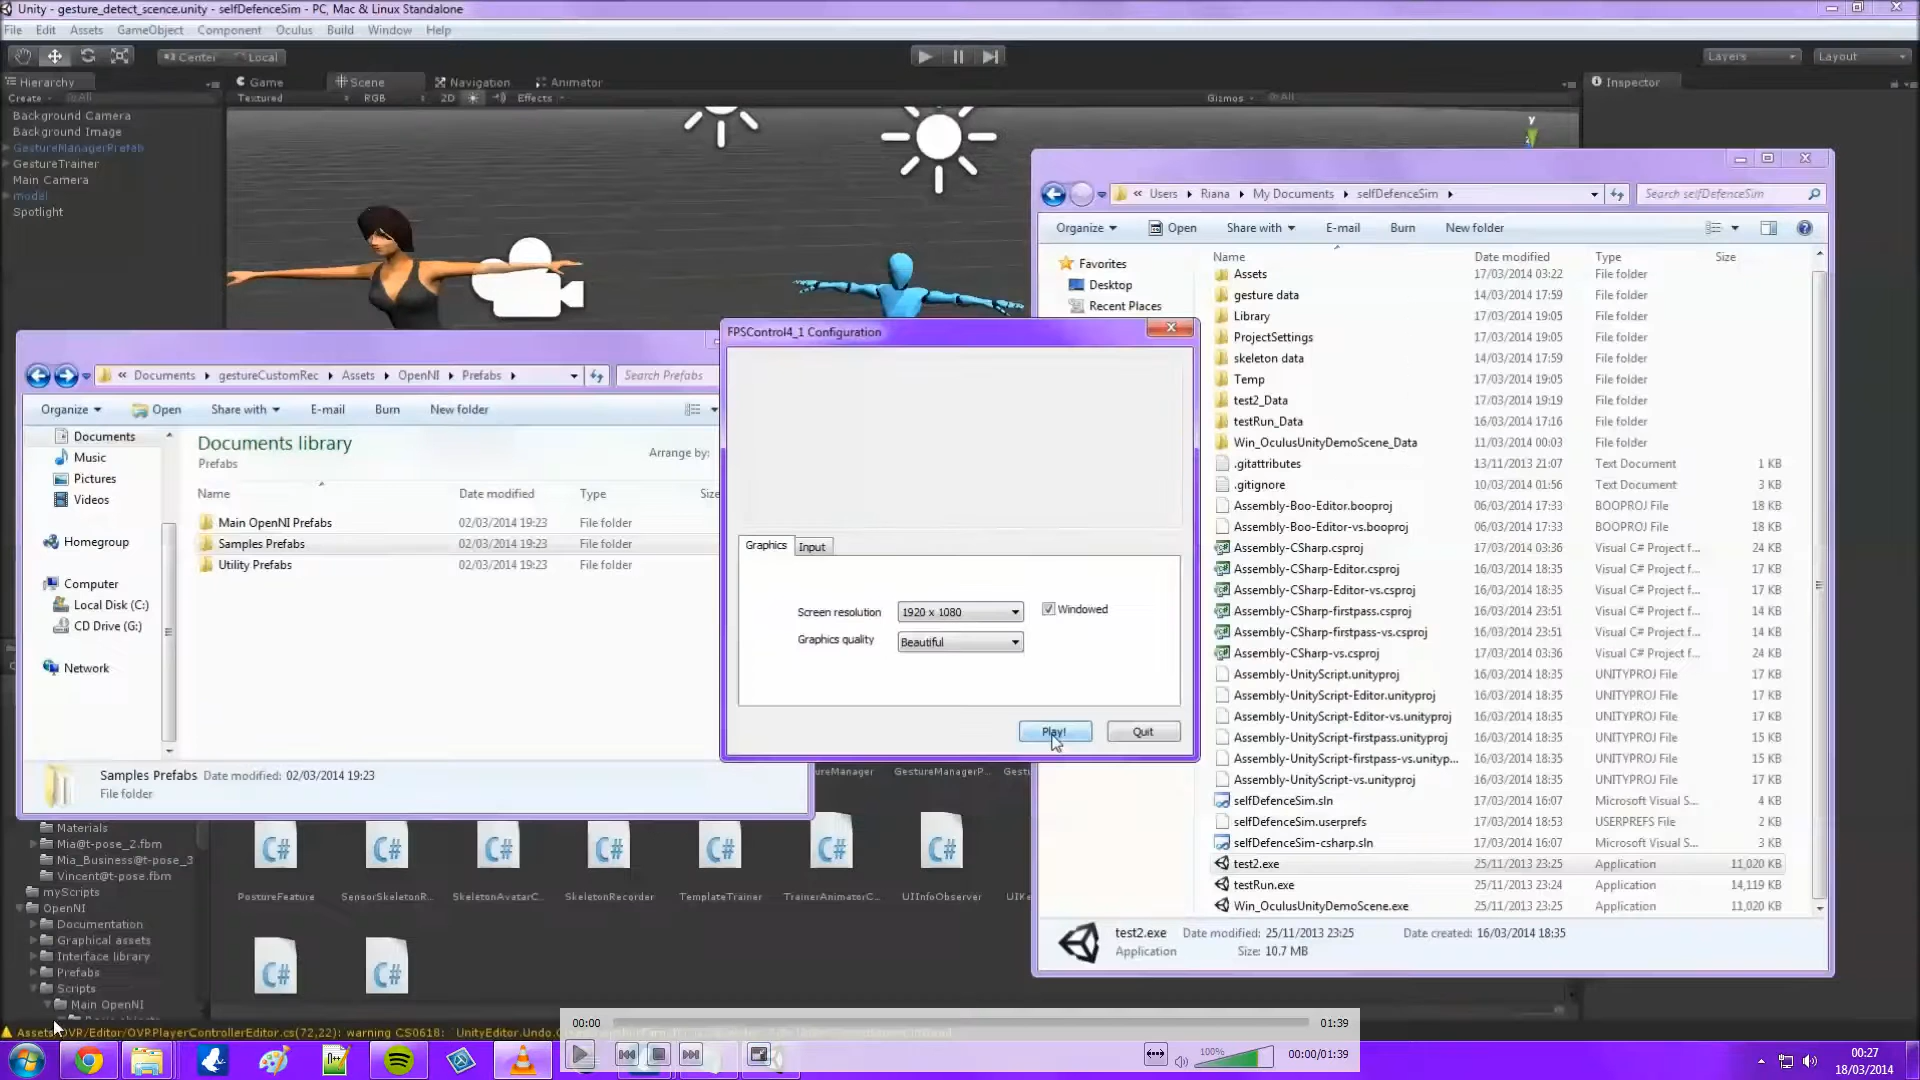 Unity - gesture_detect_scence.unity - selfDefenceSim - PC, Mac & Linux Standalone
File Edit Assets GameObject Component Oculus Build Window Help
Center Local
Layers Layout
Hierarchy
Game Scene Navigation Animator
Inspector
Create All
Textured RGB 2D Effects
Gizmos All
Background Camera
Background Image
GestureManagerPrefab
GestureTrainer
Main Camera
model
Spotlight
y
« Users Riana My Documents selfDefenceSim
Search selfDefenceSim
Organize Open Share with E-mail Burn New folder
Favorites
Desktop
Recent Places
Name Date modified Type Size
Assets 17/03/2014 03:22 File folder
gesture data 14/03/2014 17:59 File folder
Library 17/03/2014 19:05 File folder
ProjectSettings 17/03/2014 19:05 File folder
skeleton data 14/03/2014 17:59 File folder
Temp 17/03/2014 19:05 File folder
test2_Data 17/03/2014 19:19 File folder
testRun_Data 16/03/2014 17:16 File folder
Win_OculusUnityDemoScene_Data 11/03/2014 00:03 File folder
.gitattributes 13/11/2013 21:07 Text Document 1 KB
.gitignore 10/03/2014 01:56 Text Document 3 KB
Assembly-Boo-Editor.booproj 06/03/2014 17:33 BOOPROJ File 18 KB
Assembly-Boo-Editor-vs.booproj 06/03/2014 17:33 BOOPROJ File 18 KB
Assembly-CSharp.csproj 17/03/2014 03:36 Visual C# Project f... 24 KB
Assembly-CSharp-Editor.csproj 16/03/2014 18:35 Visual C# Project f... 17 KB
Assembly-CSharp-Editor-vs.csproj 16/03/2014 18:35 Visual C# Project f... 17 KB
Assembly-CSharp-firstpass.csproj 16/03/2014 23:51 Visual C# Project f... 14 KB
Assembly-CSharp-firstpass-vs.csproj 16/03/2014 23:51 Visual C# Project f... 14 KB
Assembly-CSharp-vs.csproj 17/03/2014 03:36 Visual C# Project f... 24 KB
Assembly-UnityScript.unityproj 16/03/2014 18:35 UNITYPROJ File 17 KB
Assembly-UnityScript-Editor.unityproj 16/03/2014 18:35 UNITYPROJ File 17 KB
Assembly-UnityScript-Editor-vs.unityproj 16/03/2014 18:35 UNITYPROJ File 17 KB
Assembly-UnityScript-firstpass.unityproj 16/03/2014 18:35 UNITYPROJ File 15 KB
Assembly-UnityScript-firstpass-vs.unityp... 16/03/2014 18:35 UNITYPROJ File 15 KB
Assembly-UnityScript-vs.unityproj 16/03/2014 18:35 UNITYPROJ File 17 KB
selfDefenceSim.sln 17/03/2014 16:07 Microsoft Visual S... 4 KB
selfDefenceSim.userprefs 17/03/2014 18:53 USERPREFS File 2 KB
selfDefenceSim-csharp.sln 17/03/2014 03:36 Microsoft Visual S... 3 KB
test2.exe 25/11/2013 23:25 Application 11,020 KB
testRun.exe 25/11/2013 23:24 Application 14,119 KB
Win_OculusUnityDemoScene.exe 25/11/2013 23:25 Application 11,020 KB
test2.exe Date modified: 25/11/2013 23:25 Date created: 16/03/2014 18:35
Application Size: 10.7 MB
« Documents gestureCustomRec Assets OpenNI Prefabs
Search Prefabs
Organize Open Share with E-mail Burn New folder
Documents
Music
Pictures
Videos
Homegroup
Computer
Local Disk (C:)
CD Drive (G:)
Network
Documents library
Prefabs
Arrange by:
Name Date modified Type Size
Main OpenNI Prefabs 02/03/2014 19:23 File folder
Samples Prefabs 02/03/2014 19:23 File folder
Utility Prefabs 02/03/2014 19:23 File folder
Samples Prefabs Date modified: 02/03/2014 19:23
File folder
FPSControl4_1 Configuration
Graphics Input
Screen resolution 1920 x 1080 Windowed
Graphics quality Beautiful
Play! Quit
ureManager GestureManagerP... Gestu
Materials
Mia@t-pose_2.fbm
Mia_Business@t-pose_3
Vincent@t-pose.fbm
myScripts
OpenNI
Documentation
Graphical assets
Interface library
Prefabs
Scripts
Main OpenNI
C# C# C# C# C# C# C#
PostureFeature SensorSkeletonR... SkeletonAvatarC... SkeletonRecorder TemplateTrainer TrainerAnimatorC... UIInfoObserver UIKe
C# C#
Assets/OVR/Editor/OVRPlayerControllerEditor.cs(72,22): warning CS0618: `UnityEditor.Undo.
00:00 01:39
100%
00:00/01:39
00:27
18/03/2014